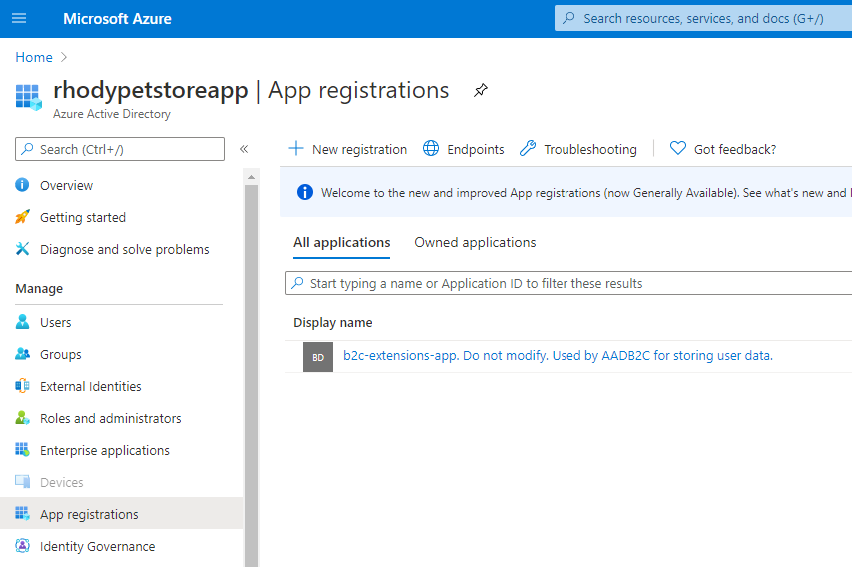 Microsoft Azure
Search resources, services, and docs (G+/)
Home
rhodypetstoreapp | App registrations
Azure Active Directory
Search (Ctrl+/)
New registration
Endpoints
Troubleshooting
Got feedback?
Overview
Getting started
Diagnose and solve problems
Manage
Users
Groups
External Identities
Roles and administrators
Enterprise applications
Devices
App registrations
Identity Governance
Welcome to the new and improved App registrations (now Generally Available). See what's new and
All applications
Owned applications
Start typing a name or Application ID to filter these results
Display name
BD
b2c-extensions-app. Do not modify. Used by AADB2C for storing user data.